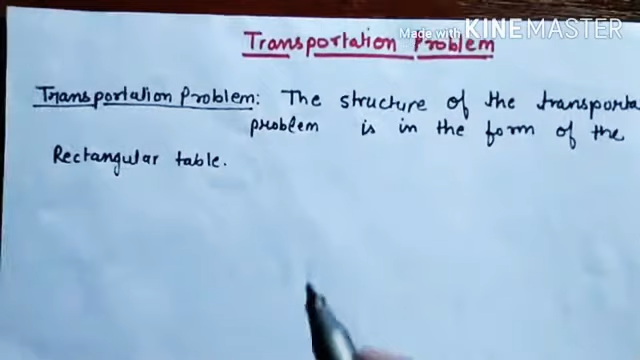 Made with KINEMASTER
Transportation Problem
Transportation Problem: The structure of the transporta
problem is in the form of the
Rectangular table.